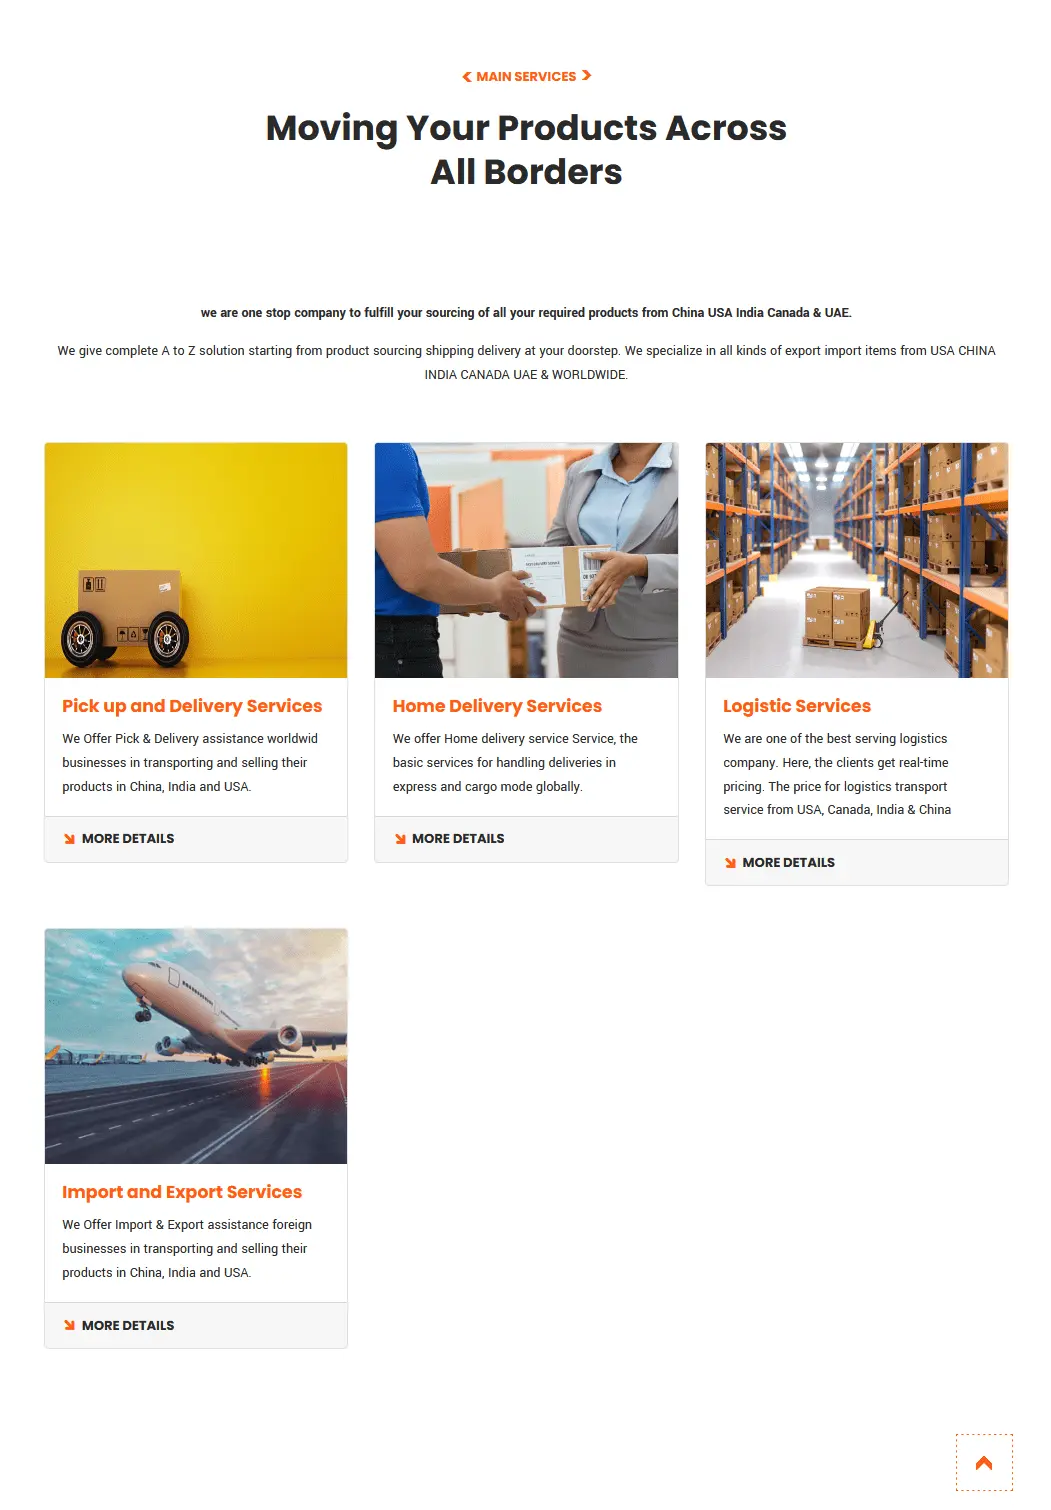 MAIN SERVICES
Moving Your Products Across
All Borders
we are one stop company to fulfill your sourcing of all your required products from China USA India Canada & UAE.
We give complete A to Z solution starting from product sourcing shipping delivery at your doorstep. We specialize in all kinds of export import items from USA CHINA
INDIA CANADA UAE & WORLDWIDE.
Pick up and Delivery Services
We Offer Pick & Delivery assistance worldwid
businesses in transporting and selling their
products in China, India and USA.
MORE DETAILS
Home Delivery Services
We offer Home delivery service Service, the
basic services for handling deliveries in
express and cargo mode globally.
MORE DETAILS
Logistic Services
We are one of the best serving logistics
company. Here, the clients get real-time
pricing. The price for logistics transport
service from USA, Canada, India & China
MORE DETAILS
Import and Export Services
We Offer Import & Export assistance foreign
businesses in transporting and selling their
products in China, India and USA.
MORE DETAILS